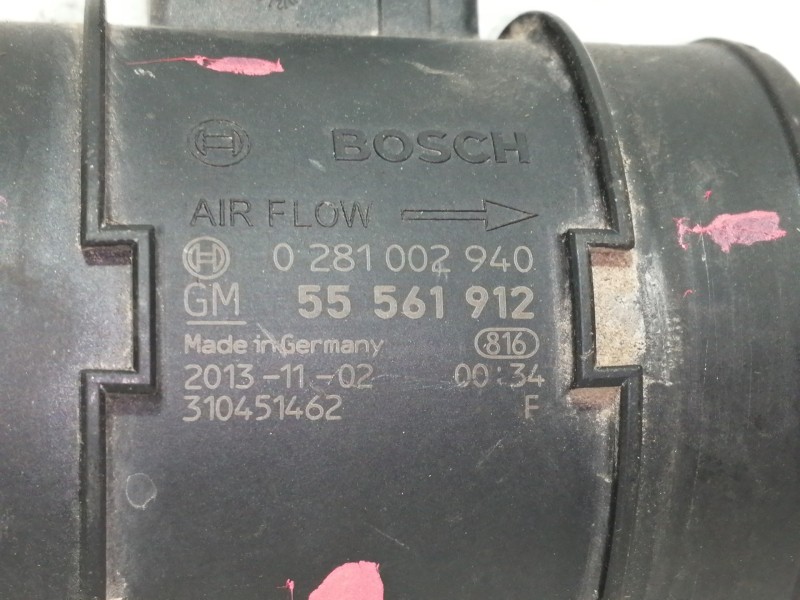 BOSCH
AIR FLOW
0 281 002 940
GM 55 561 912
Made in Germany 816
2013-11-02 00:34
310451462 F